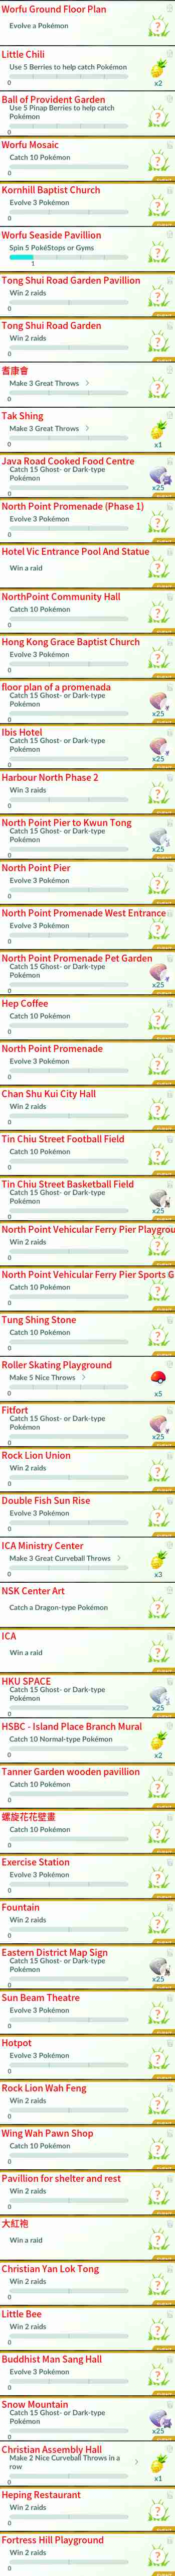 Worfu Ground Floor Plan
Evolve a Pokémon
Little Chili
Use 5 Berries to help catch Pokémon
0
x2
Ball of Provident Garden
Use 5 Pinap Berries to help catch
Pokémon
0
Worfu Mosaic
Catch 10 Pokémon
0
Kornhill Baptist Church
Evolve 3 Pokémon
0
Worfu Seaside Pavillion
Spin 5 PokéStops or Gyms
1
Tong Shui Road Garden Pavillion
Win 2 raids
0
Tong Shui Road Garden
Win 2 raids
0
耆康會
Make 3 Great Throws
0
Tak Shing
Make 3 Great Throws
0
x1
Java Road Cooked Food Centre
Catch 15 Ghost- or Dark-type
Pokémon
0
x25
North Point Promenade (Phase 1)
Evolve 3 Pokémon
0
Hotel Vic Entrance Pool And Statue
Win a raid
NorthPoint Community Hall
Catch 10 Pokémon
0
Hong Kong Grace Baptist Church
Evolve 3 Pokémon
0
floor plan of a promenada
Catch 15 Ghost- or Dark-type
Pokémon
0
x25
Ibis Hotel
Catch 15 Ghost- or Dark-type
Pokémon
0
x25
Harbour North Phase 2
Win 3 raids
0
North Point Pier to Kwun Tong
Catch 15 Ghost- or Dark-type
Pokémon
0
x25
North Point Pier
Evolve 3 Pokémon
0
North Point Promenade West Entrance
Evolve 3 Pokémon
0
North Point Promenade Pet Garden
Catch 15 Ghost- or Dark-type
Pokémon
0
x25
Hep Coffee
Catch 10 Pokémon
0
North Point Promenade
Evolve 3 Pokémon
0
Chan Shu Kui City Hall
Win 2 raids
0
Tin Chiu Street Football Field
Catch 10 Pokémon
0
Tin Chiu Street Basketball Field
Catch 15 Ghost- or Dark-type
Pokémon
0
x25
North Point Vehicular Ferry Pier Playgrou
Win 2 raids
0
North Point Vehicular Ferry Pier Sports G
Catch 10 Pokémon
0
Tung Shing Stone
Catch 10 Pokémon
0
Roller Skating Playground
Make 5 Nice Throws
0
x5
Fitfort
Catch 15 Ghost- or Dark-type
Pokémon
0
x25
Rock Lion Union
Win 2 raids
0
Double Fish Sun Rise
Evolve 3 Pokémon
0
ICA Ministry Center
Make 3 Great Curveball Throws
0
x3
NSK Center Art
Catch a Dragon-type Pokémon
ICA
Win a raid
HKU SPACE
Catch 15 Ghost- or Dark-type
Pokémon
0
x25
HSBC - Island Place Branch Mural
Catch 10 Normal-type Pokémon
0
x2
Tanner Garden wooden pavillion
Catch 10 Pokémon
0
螺旋花花壁畫
Catch 10 Pokémon
0
Exercise Station
Evolve 3 Pokémon
0
Fountain
Win 2 raids
0
Eastern District Map Sign
Catch 15 Ghost- or Dark-type
Pokémon
0
x25
Sun Beam Theatre
Evolve 3 Pokémon
0
Hotpot
Evolve 3 Pokémon
0
Rock Lion Wah Feng
Win 2 raids
0
Wing Wah Pawn Shop
Catch 10 Pokémon
0
Pavillion for shelter and rest
Win 2 raids
0
大紅袍
Win a raid
Christian Yan Lok Tong
Win 2 raids
0
Little Bee
Win 2 raids
0
Buddhist Man Sang Hall
Evolve 3 Pokémon
0
Snow Mountain
Catch 15 Ghost- or Dark-type
Pokémon
0
x25
Christian Assembly Hall
Make 2 Nice Curveball Throws in a
row
0
x1
Heping Restaurant
Win 2 raids
0
Fortress Hill Playground
Win 2 raids
0